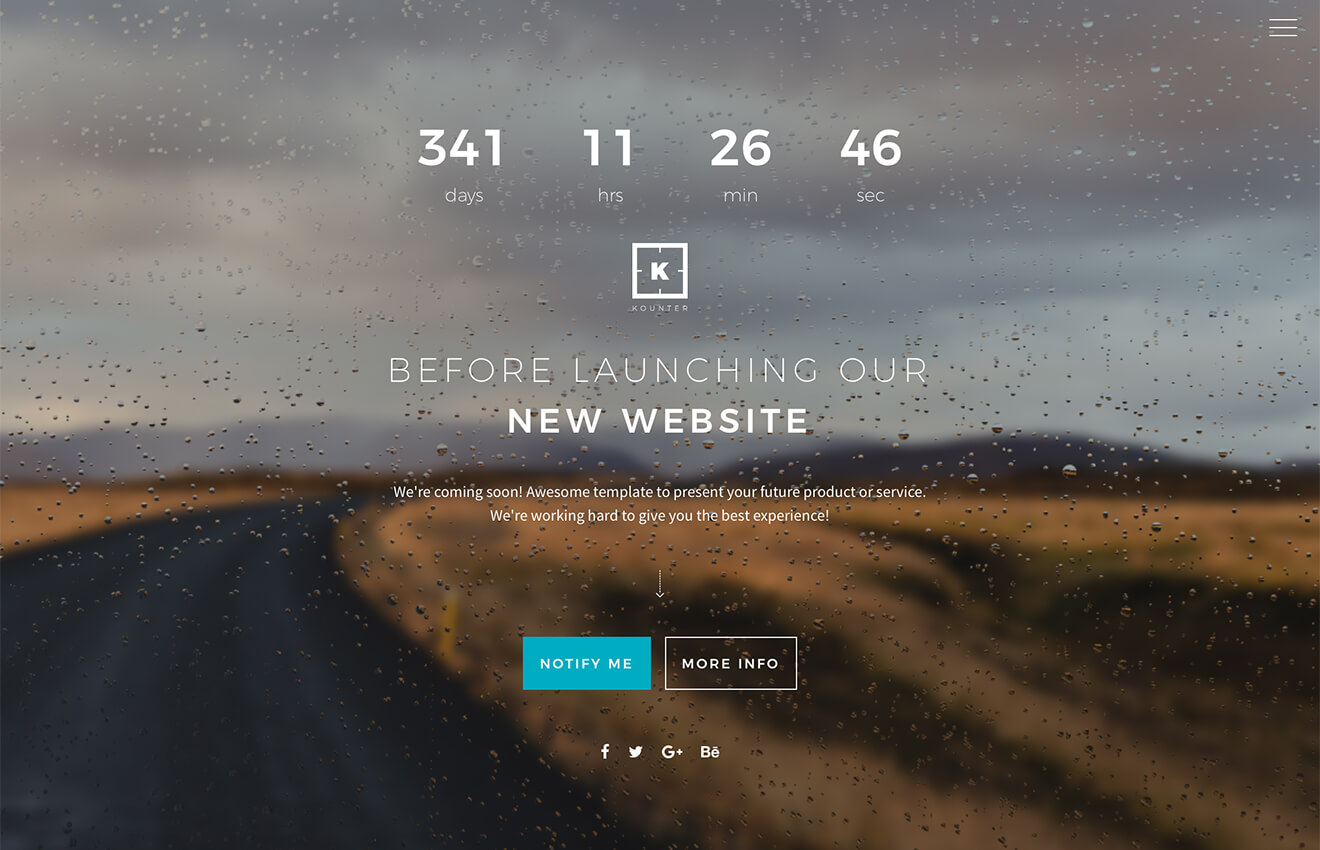 341 11 26 46
days hrs min sec
K
KOUNTER
BEFORE LAUNCHING OUR
NEW WEBSITE
We're coming soon! Awesome template to present your future product or service.
We're working hard to give you the best experience!
NOTIFY ME MORE INFO
f G+ Bē